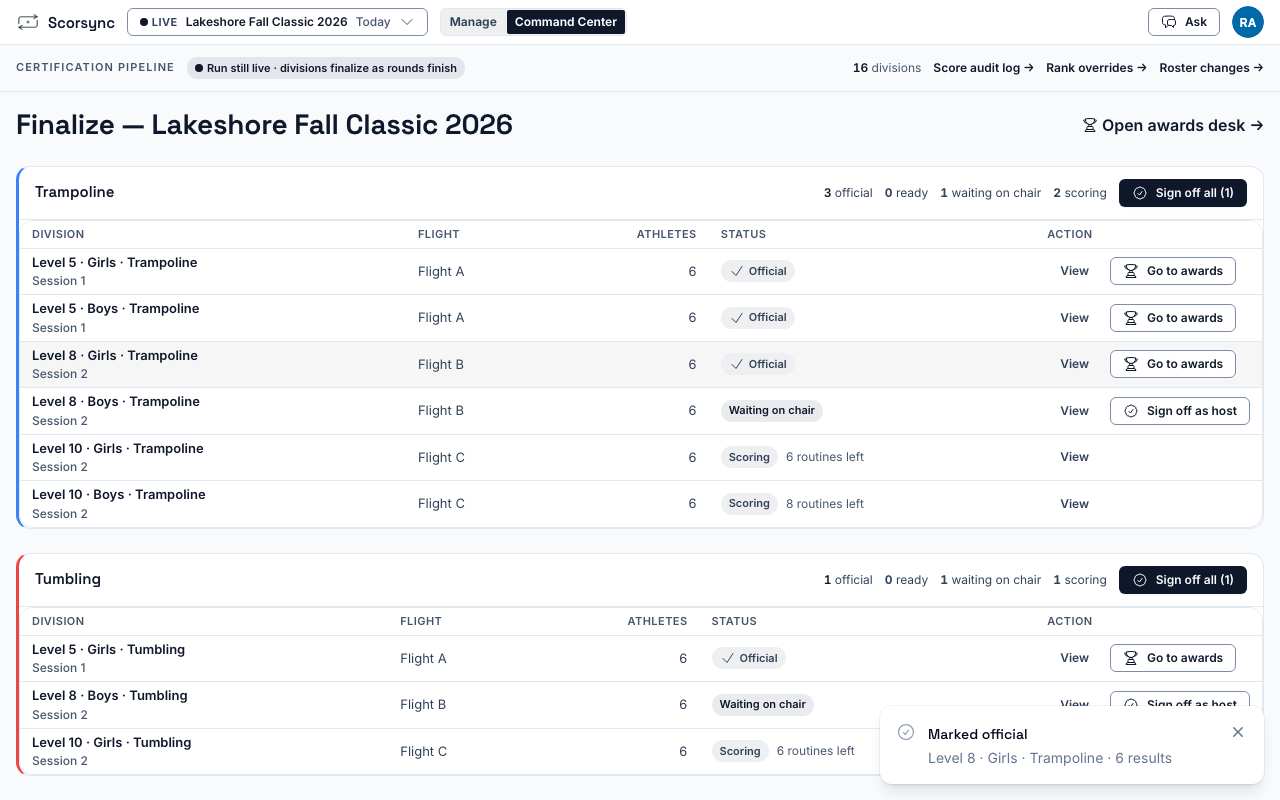 Scorsync
LIVE Lakeshore Fall Classic 2026 Today
Manage Command Center
Ask
RA
CERTIFICATION PIPELINE
Run still live · divisions finalize as rounds finish
16 divisions Score audit log → Rank overrides → Roster changes →
Finalize — Lakeshore Fall Classic 2026
Open awards desk →
Trampoline
3 official 0 ready 1 waiting on chair 2 scoring Sign off all (1)
DIVISION FLIGHT ATHLETES STATUS ACTION
Level 5 · Girls · Trampoline
Session 1
Flight A 6 Official View Go to awards
Level 5 · Boys · Trampoline
Session 1
Flight A 6 Official View Go to awards
Level 8 · Girls · Trampoline
Session 2
Flight B 6 Official View Go to awards
Level 8 · Boys · Trampoline
Session 2
Flight B 6 Waiting on chair View Sign off as host
Level 10 · Girls · Trampoline
Session 2
Flight C 6 Scoring 6 routines left View
Level 10 · Boys · Trampoline
Session 2
Flight C 6 Scoring 8 routines left View
Tumbling
1 official 0 ready 1 waiting on chair 1 scoring Sign off all (1)
DIVISION FLIGHT ATHLETES STATUS ACTION
Level 5 · Girls · Tumbling
Session 1
Flight A 6 Official View Go to awards
Level 8 · Boys · Tumbling
Session 2
Flight B 6 Waiting on chair View Sign off as host
Level 10 · Girls · Tumbling
Session 2
Flight C 6 Scoring 6 routines left
Marked official
Level 8 · Girls · Trampoline · 6 results